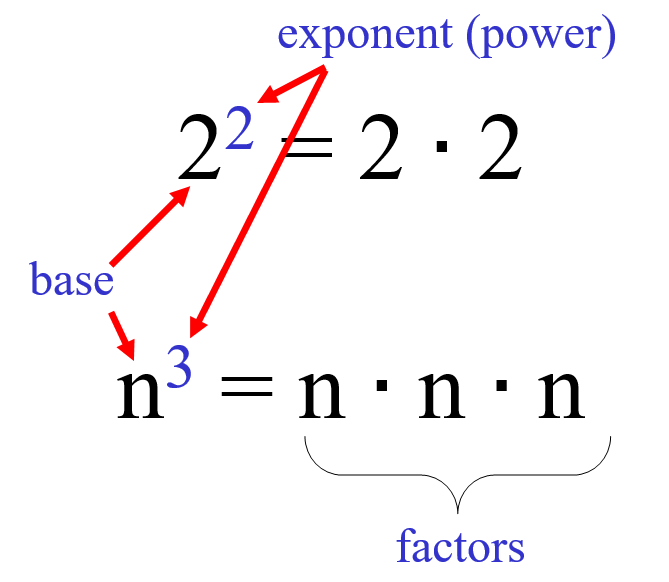 exponent (power)
2² = 2 · 2
base
n³ = n · n · n
factors